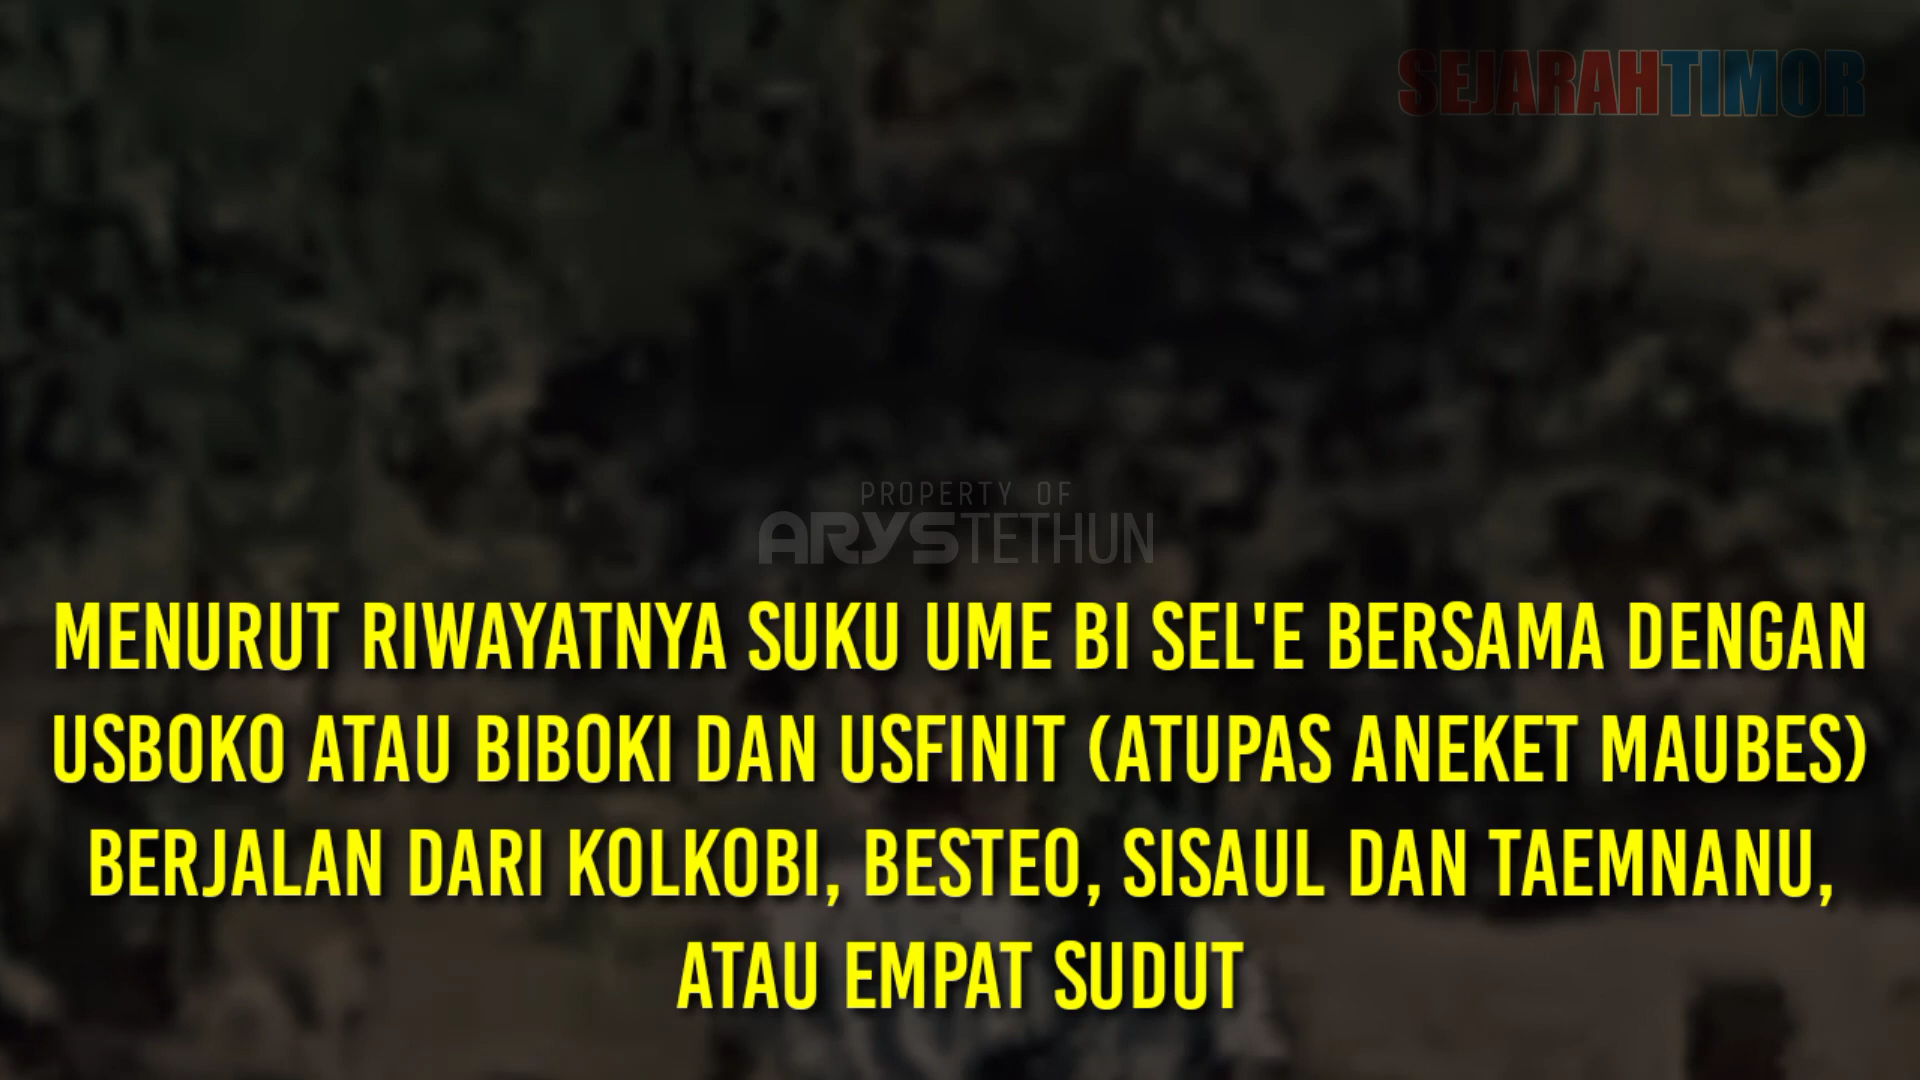 SEJARAHTIMOR
PROPERTY OF
ARYSTETHUN
MENURUT RIWAYATNYA SUKU UME BI SEL'E BERSAMA DENGAN
USBOKO ATAU BIBOKI DAN USFINIT (ATUPAS ANEKET MAUBES)
BERJALAN DARI KOLKOBI, BESTEO, SISAUL DAN TAEMNANU,
ATAU EMPAT SUDUT